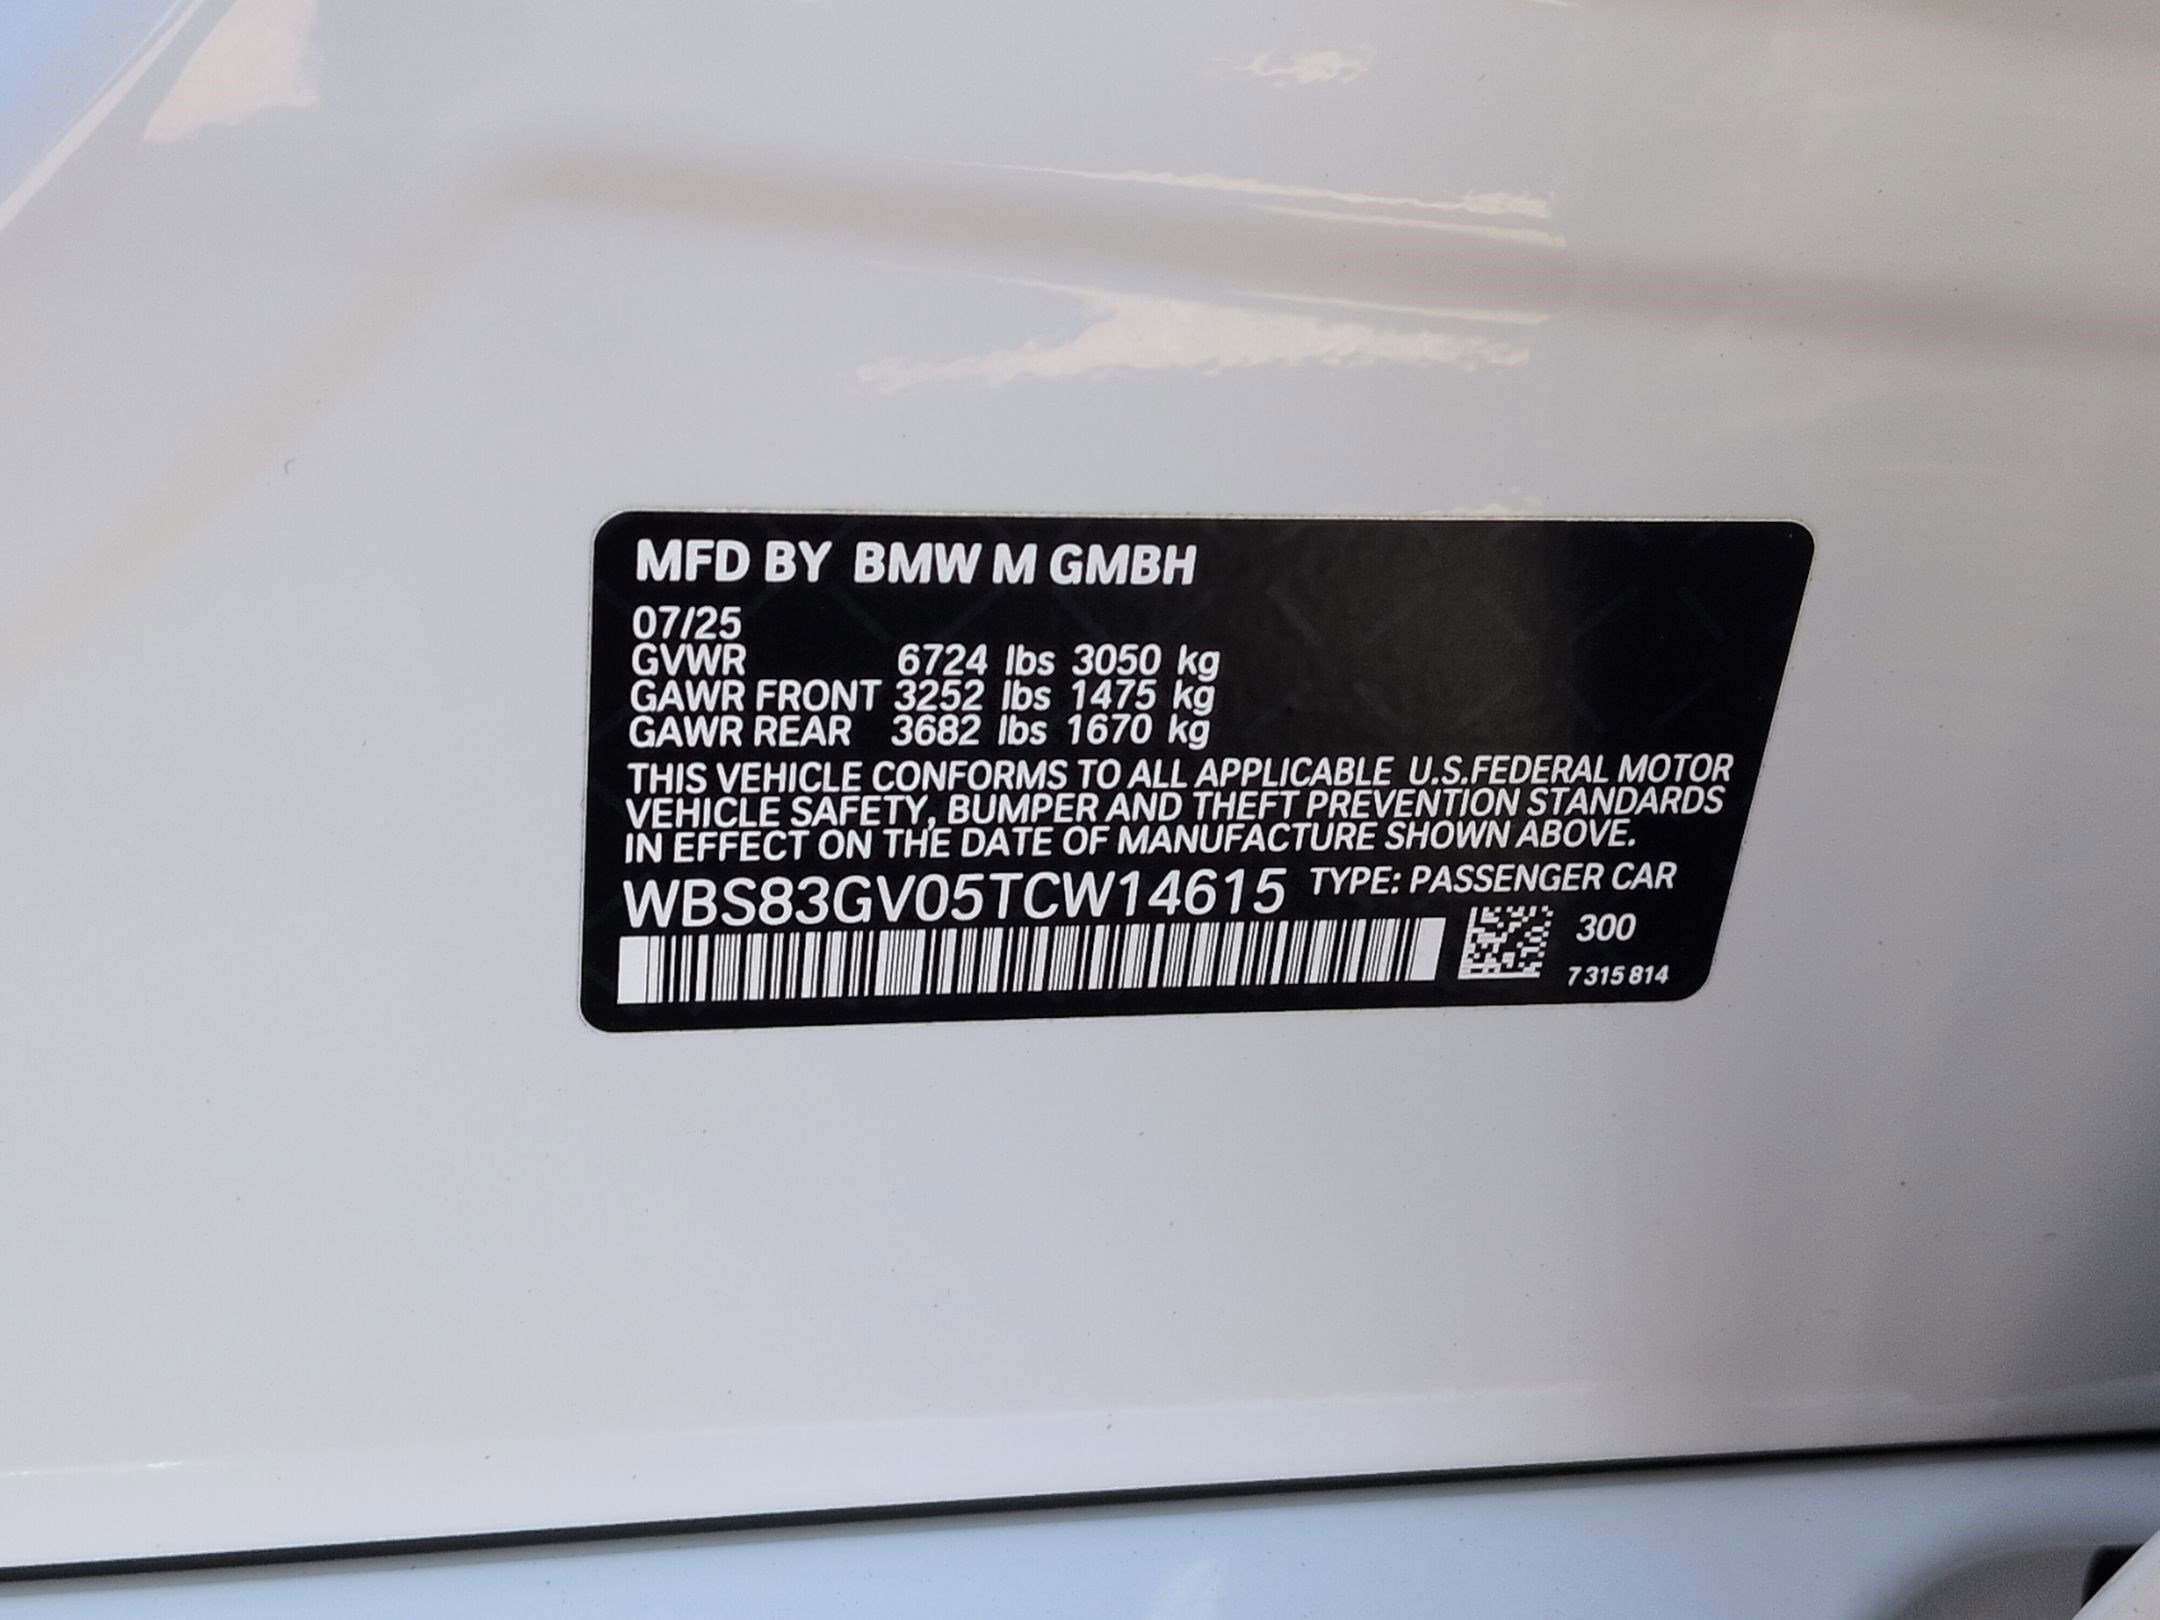 MFD BY BMW M GMBH
07/25
GVWR 6724 lbs 3050 kg
GAWR FRONT 3252 lbs 1475 kg
GAWR REAR 3682 lbs 1670 kg
THIS VEHICLE CONFORMS TO ALL APPLICABLE U.S.FEDERAL MOTOR
VEHICLE SAFETY, BUMPER AND THEFT PREVENTION STANDARDS
IN EFFECT ON THE DATE OF MANUFACTURE SHOWN ABOVE.
WBS83GV05TCW14615 TYPE: PASSENGER CAR
300
7 315 814